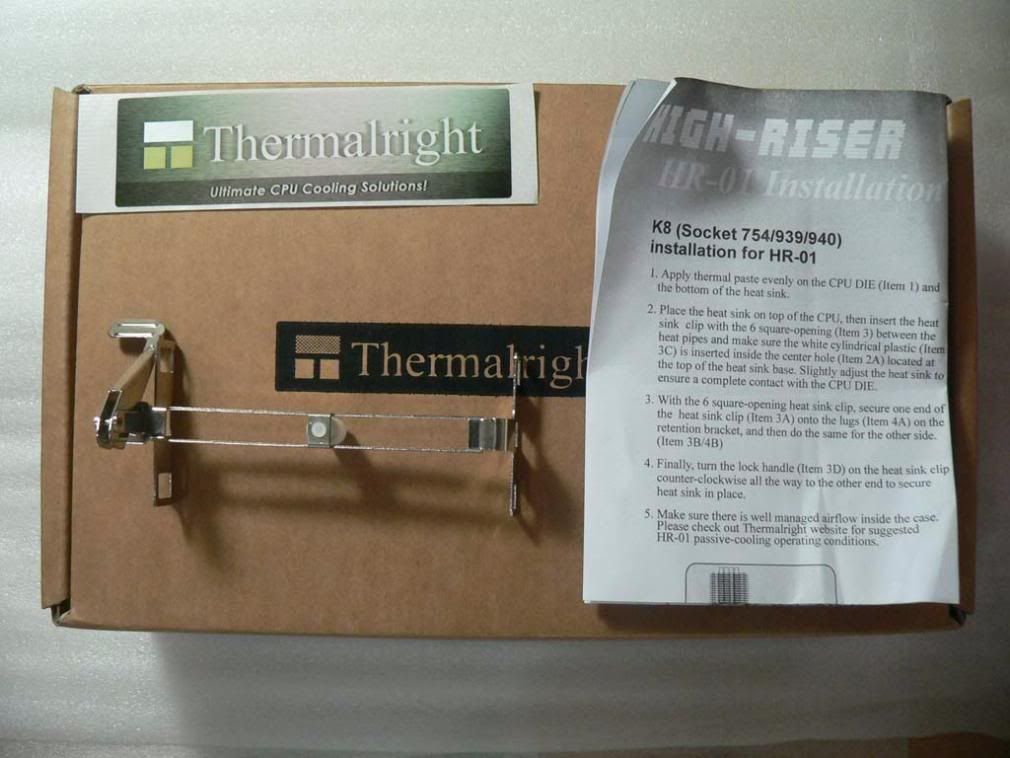 Thermalright
Ultimate CPU Cooling Solutions!
Thermalrigh
HIGH-RISER
HR-01 Installation
K8 (Socket 754/939/940)
installation for HR-01
1. Apply thermal paste evenly on the CPU DIE (Item 1) and
the bottom of the heat sink.
2. Place the heat sink on top of the CPU, then insert the heat
sink clip with the 6 square-opening (Item 3) between the
heat pipes and make sure the white cylindrical plastic (Item
3C) is inserted inside the center hole (Item 2A) located at
the top of the heat sink base. Slightly adjust the heat sink to
ensure a complete contact with the CPU DIE.
3. With the 6 square-opening heat sink clip, secure one end of
the heat sink clip (Item 3A) onto the lugs (Item 4A) on the
retention bracket, and then do the same for the other side.
(Item 3B/4B)
4. Finally, turn the lock handle (Item 3D) on the heat sink clip
counter-clockwise all the way to the other end to secure
heat sink in place.
5. Make sure there is well managed airflow inside the case.
Please check out Thermalright website for suggested
HR-01 passive-cooling operating conditions.